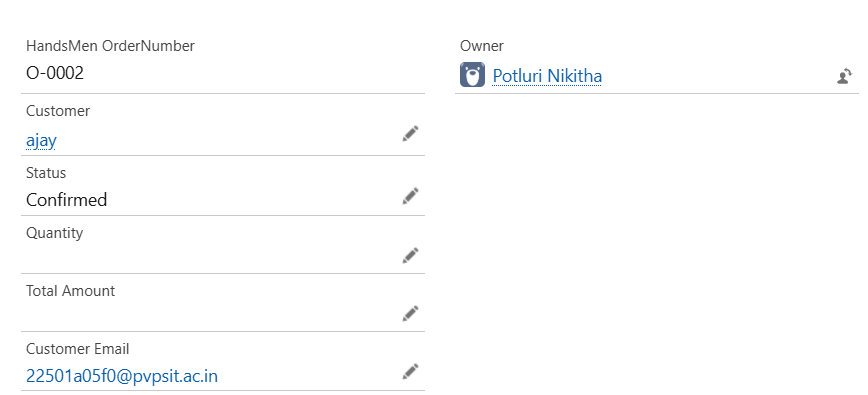 HandsMen OrderNumber
O-0002
Owner
Potluri Nikitha
Customer
ajay
Status
Confirmed
Quantity
Total Amount
Customer Email
22501a05f0@pvpsit.ac.in